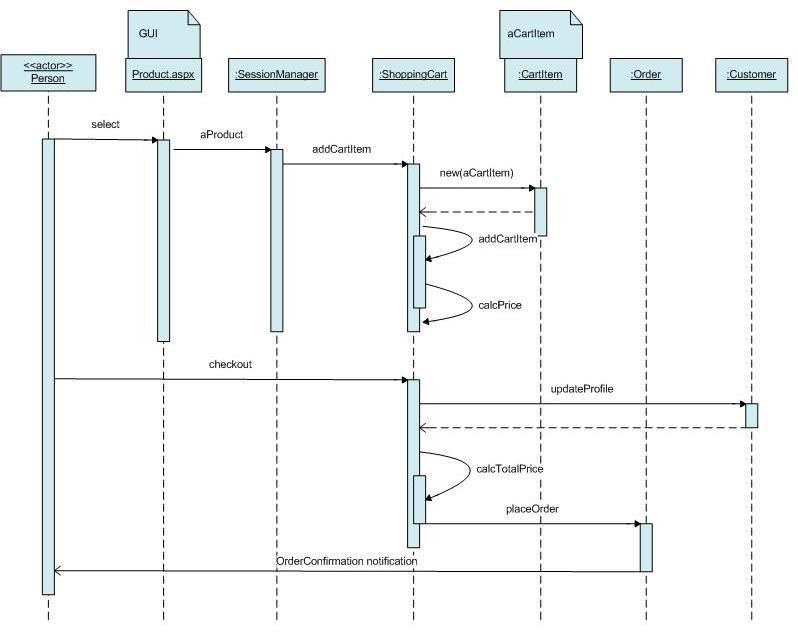 GUI
aCartItem
<<actor>>
Person
Product.aspx
:SessionManager
:ShoppingCart
:CartItem
:Order
:Customer
select
aProduct
addCartItem
new(aCartItem)
addCartItem
calcPrice
checkout
updateProfile
calcTotalPrice
placeOrder
OrderConfirmation notification